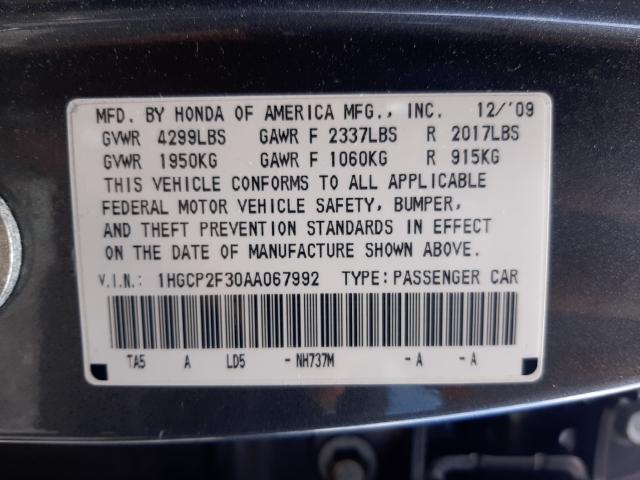 MFD. BY HONDA OF AMERICA MFG., INC. 12/'09
GVWR 4299LBS GAWR F 2337LBS R 2017LBS
GVWR 1950KG GAWR F 1060KG R 915KG
THIS VEHICLE CONFORMS TO ALL APPLICABLE
FEDERAL MOTOR VEHICLE SAFETY, BUMPER,
AND THEFT PREVENTION STANDARDS IN EFFECT
ON THE DATE OF MANUFACTURE SHOWN ABOVE.
V.I.N.: 1HGCP2F30AA067992 TYPE: PASSENGER CAR
TA5 A LD5 -NH737M -A -A